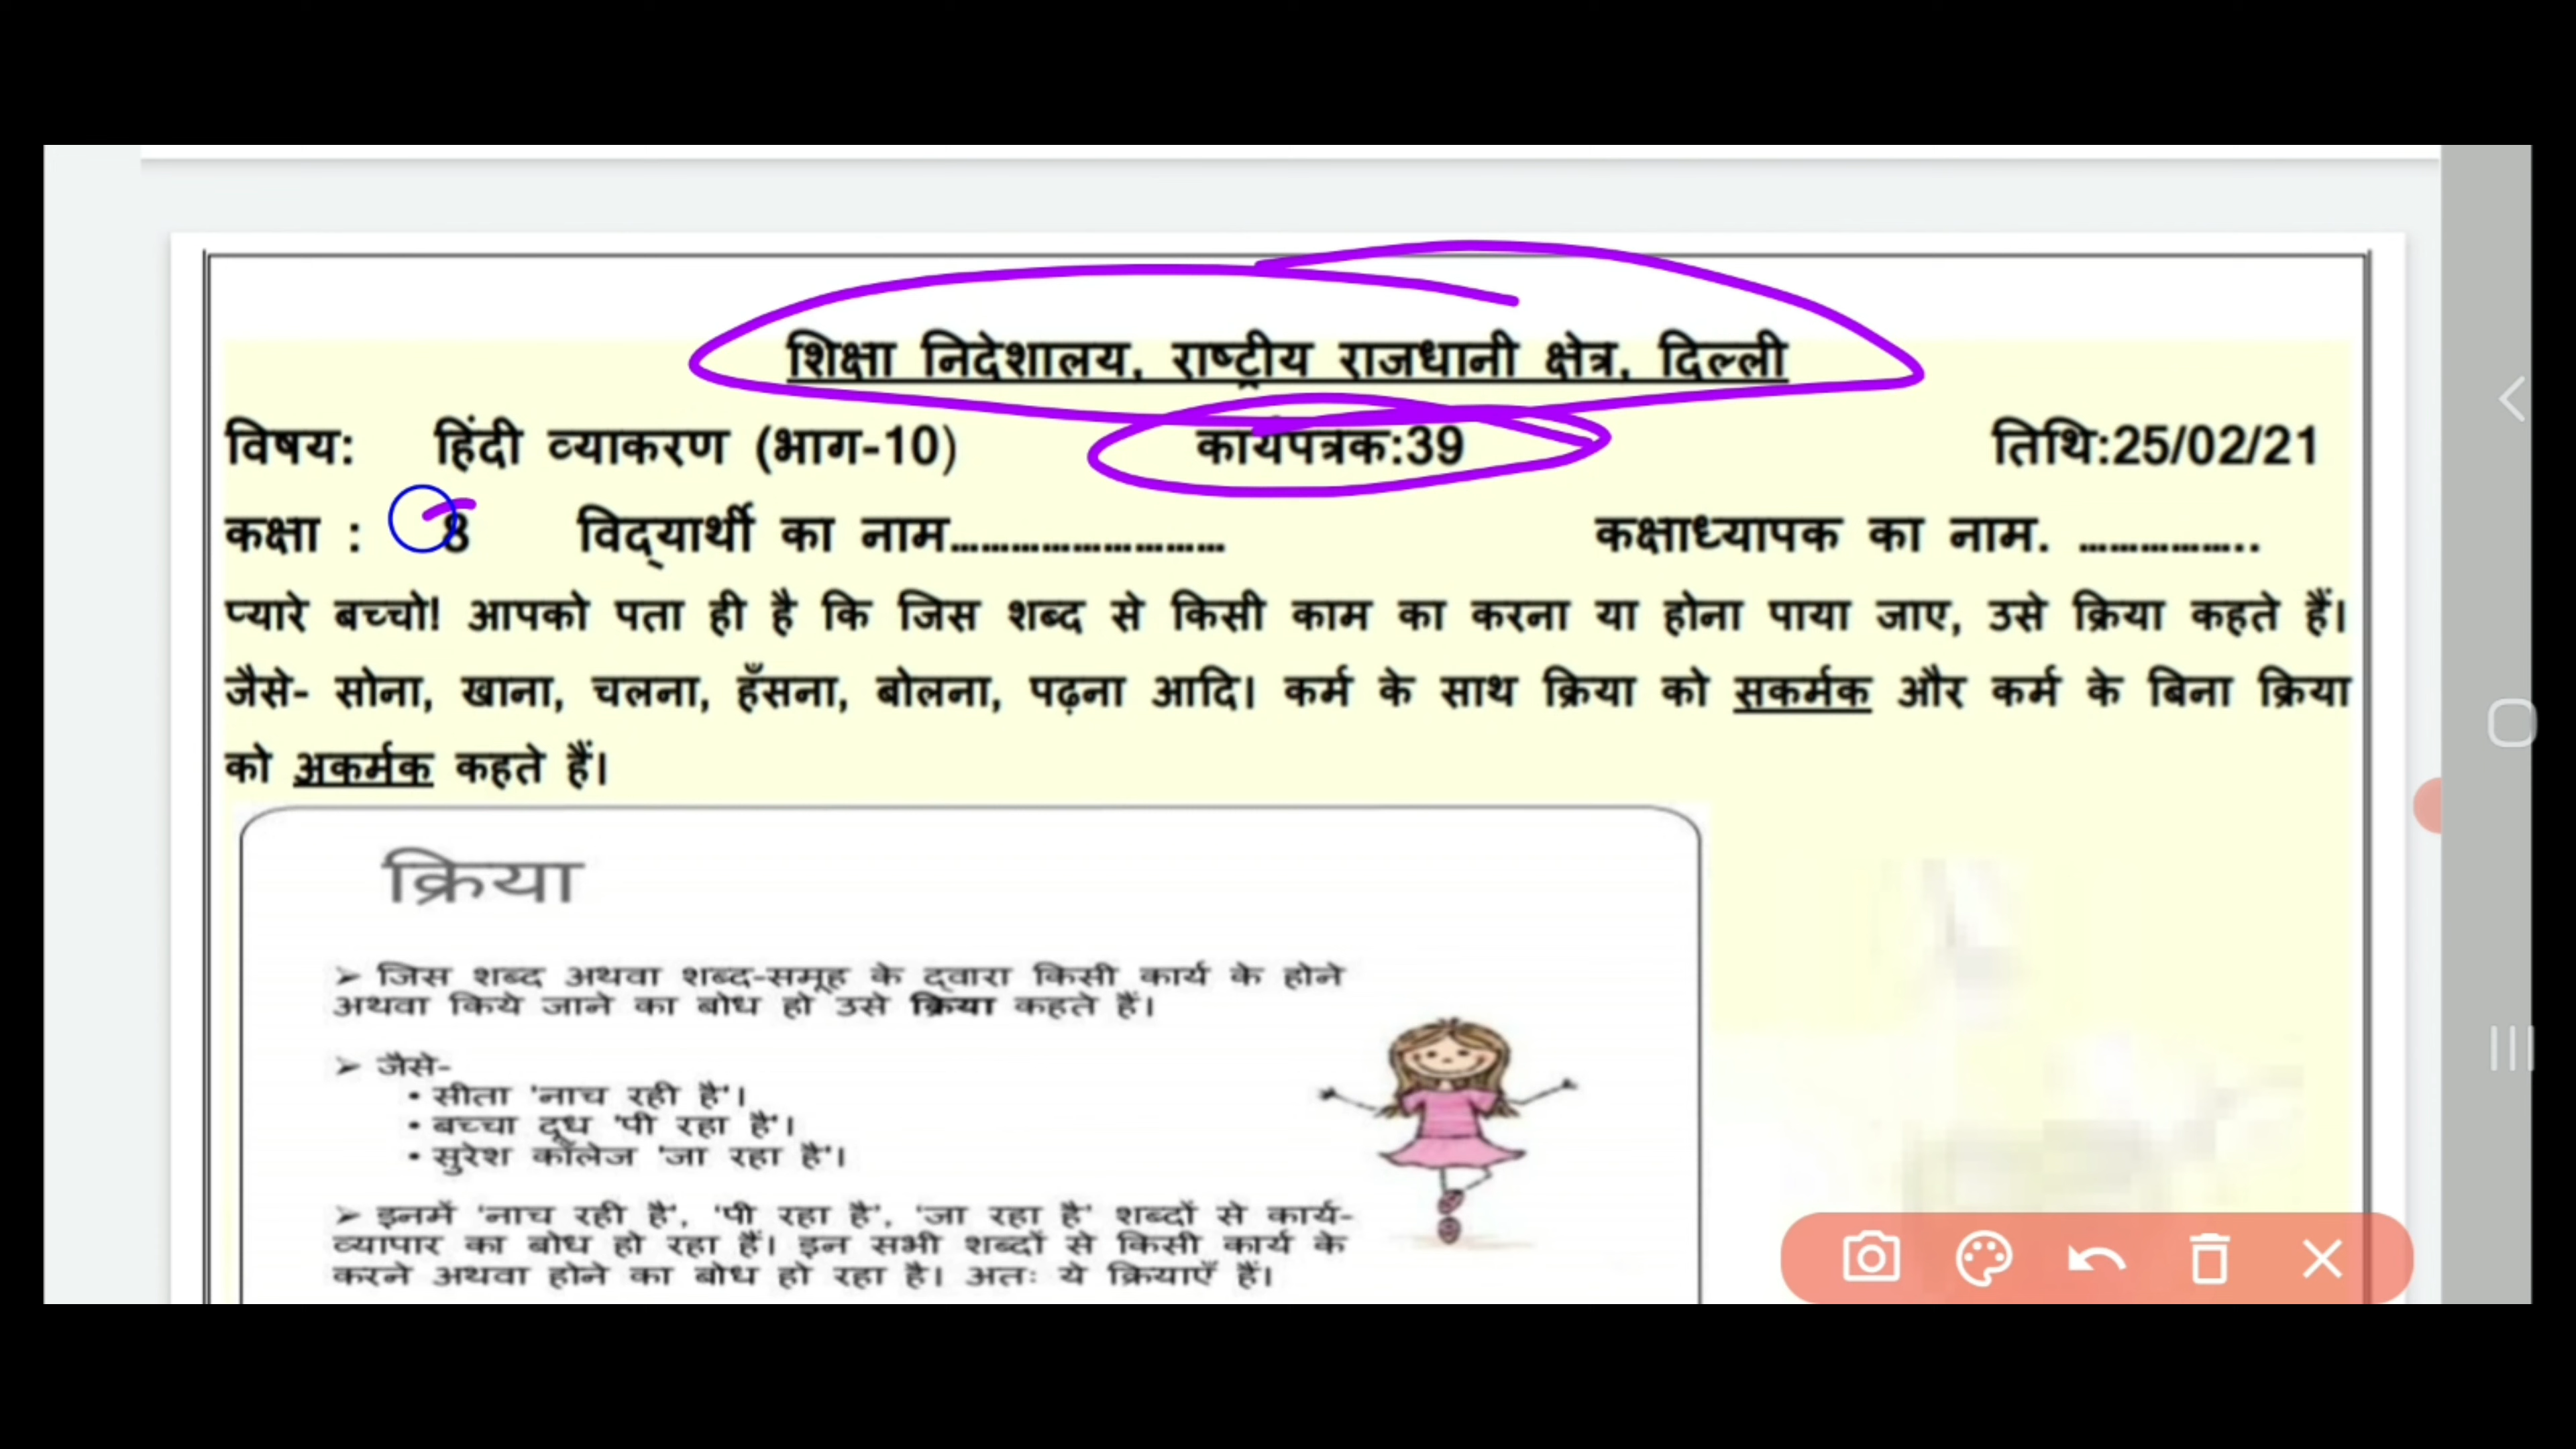 शिक्षा निदेशालय, राष्ट्रीय राजधानी क्षेत्र, दिल्ली
विषय: हिंदी व्याकरण (भाग-10) कार्यपत्रक:39 तिथि:25/02/21
कक्षा : 8 विद्यार्थी का नाम........................... कक्षाध्यापक का नाम. .................
प्यारे बच्चो! आपको पता ही है कि जिस शब्द से किसी काम का करना या होना पाया जाए, उसे क्रिया कहते हैं।
जैसे- सोना, खाना, चलना, हँसना, बोलना, पढ़ना आदि। कर्म के साथ क्रिया को सकर्मक और कर्म के बिना क्रिया
को अकर्मक कहते हैं।
क्रिया
➢ जिस शब्द अथवा शब्द-समूह के द्वारा किसी कार्य के होने
अथवा किये जाने का बोध हो उसे क्रिया कहते हैं।
➢ जैसे-
• सीता 'नाच रही है'।
• बच्चा दूध 'पी रहा है'।
• सुरेश कॉलेज 'जा रहा है'।
➢ इनमें 'नाच रही है', 'पी रहा है', 'जा रहा है' शब्दों से कार्य-
व्यापार का बोध हो रहा हैं। इन सभी शब्दों से किसी कार्य के
करने अथवा होने का बोध हो रहा है। अतः ये क्रियाएँ हैं।